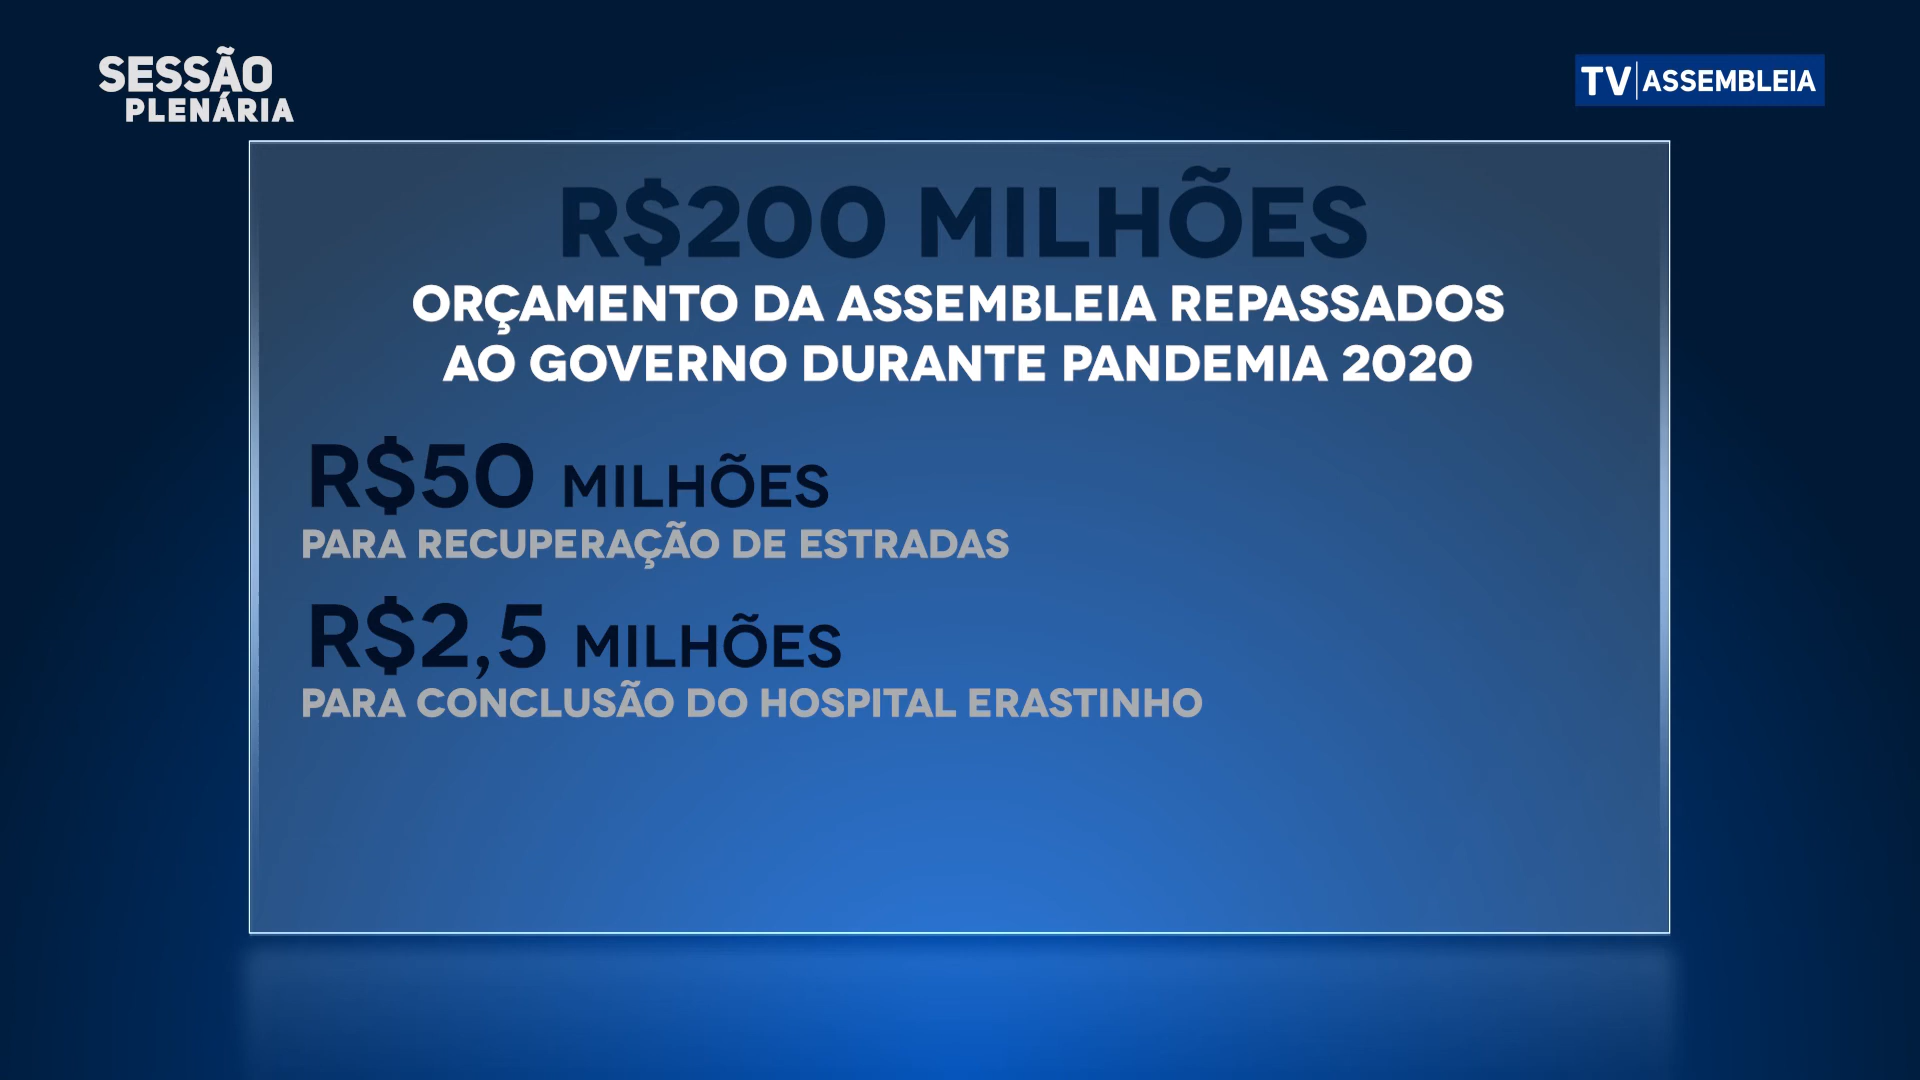 SESSÃO
PLENÁRIA
TV ASSEMBLEIA
R$200 MILHÕES
ORÇAMENTO DA ASSEMBLEIA REPASSADOS
AO GOVERNO DURANTE PANDEMIA 2020
R$50 MILHÕES
PARA RECUPERAÇÃO DE ESTRADAS
R$2,5 MILHÕES
PARA CONCLUSÃO DO HOSPITAL ERASTINHO